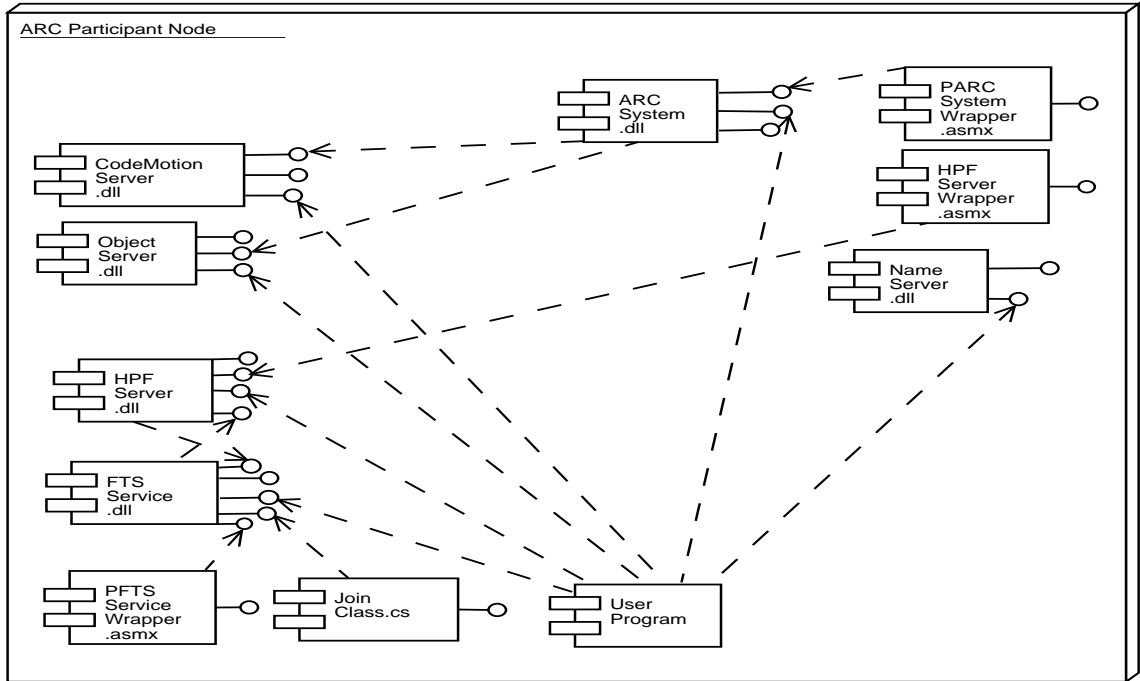 ARC Participant Node
ARC
System
.dll
PARC
System
Wrapper
.asmx
CodeMotion
Server
.dll
HPF
Server
Wrapper
.asmx
Object
Server
.dll
Name
Server
.dll
HPF
Server
.dll
FTS
Service
.dll
PFTS
Service
Wrapper
.asmx
Join
Class.cs
User
Program